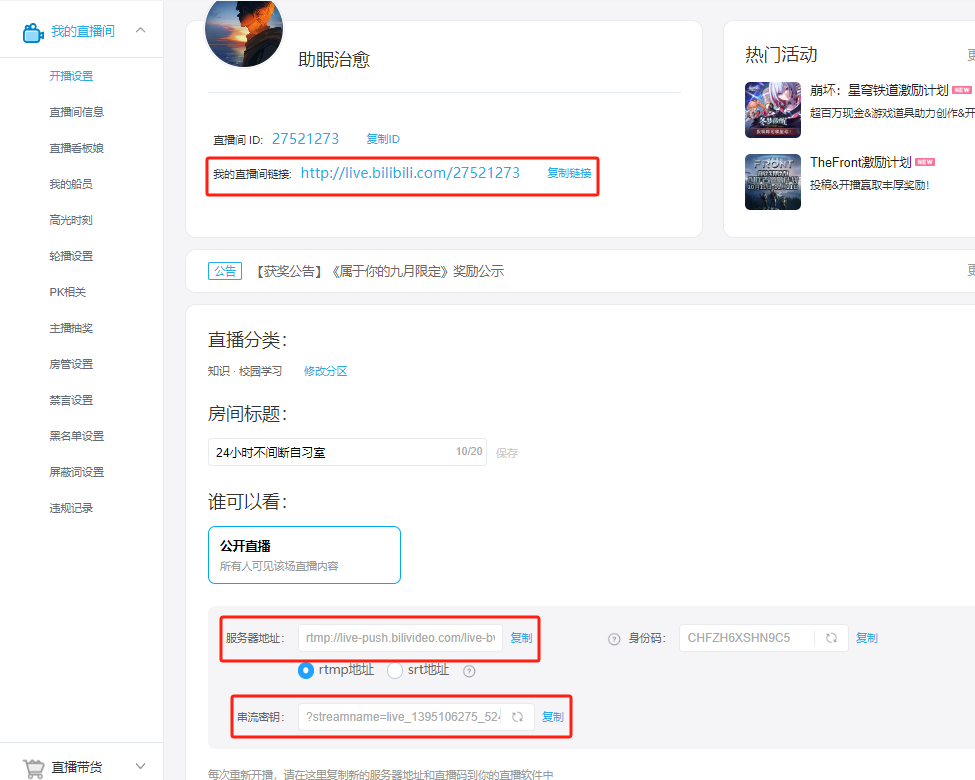 我的直播间
开播设置
直播间信息
直播看板娘
我的船员
高光时刻
轮播设置
PK相关
主播抽奖
房管设置
禁言设置
黑名单设置
屏蔽词设置
违规记录
直播带货
助眠治愈
直播间 ID: 27521273 复制ID
我的直播间链接: http://live.bilibili.com/27521273 复制链接
热门活动
崩坏：星穹铁道激励计划 NEW
超百万现金&游戏道具助力创作&开
TheFront激励计划 NEW
投稿&开播赢取丰厚奖励!
公告 【获奖公告】《属于你的九月限定》奖励公示
直播分类:
知识 · 校园学习 修改分区
房间标题:
24小时不间断自习室 10/20 保存
谁可以看:
公开直播
所有人可见该场直播内容
服务器地址: rtmp://live-push.bilivideo.com/live-bv 复制 身份码: CHFZH6XSHN9C5 复制
rtmp地址 srt地址
串流密钥: ?streamname=live_1395106275_524 复制
每次重新开播，请在这里复制新的服务器地址和直播码到你的直播软件中